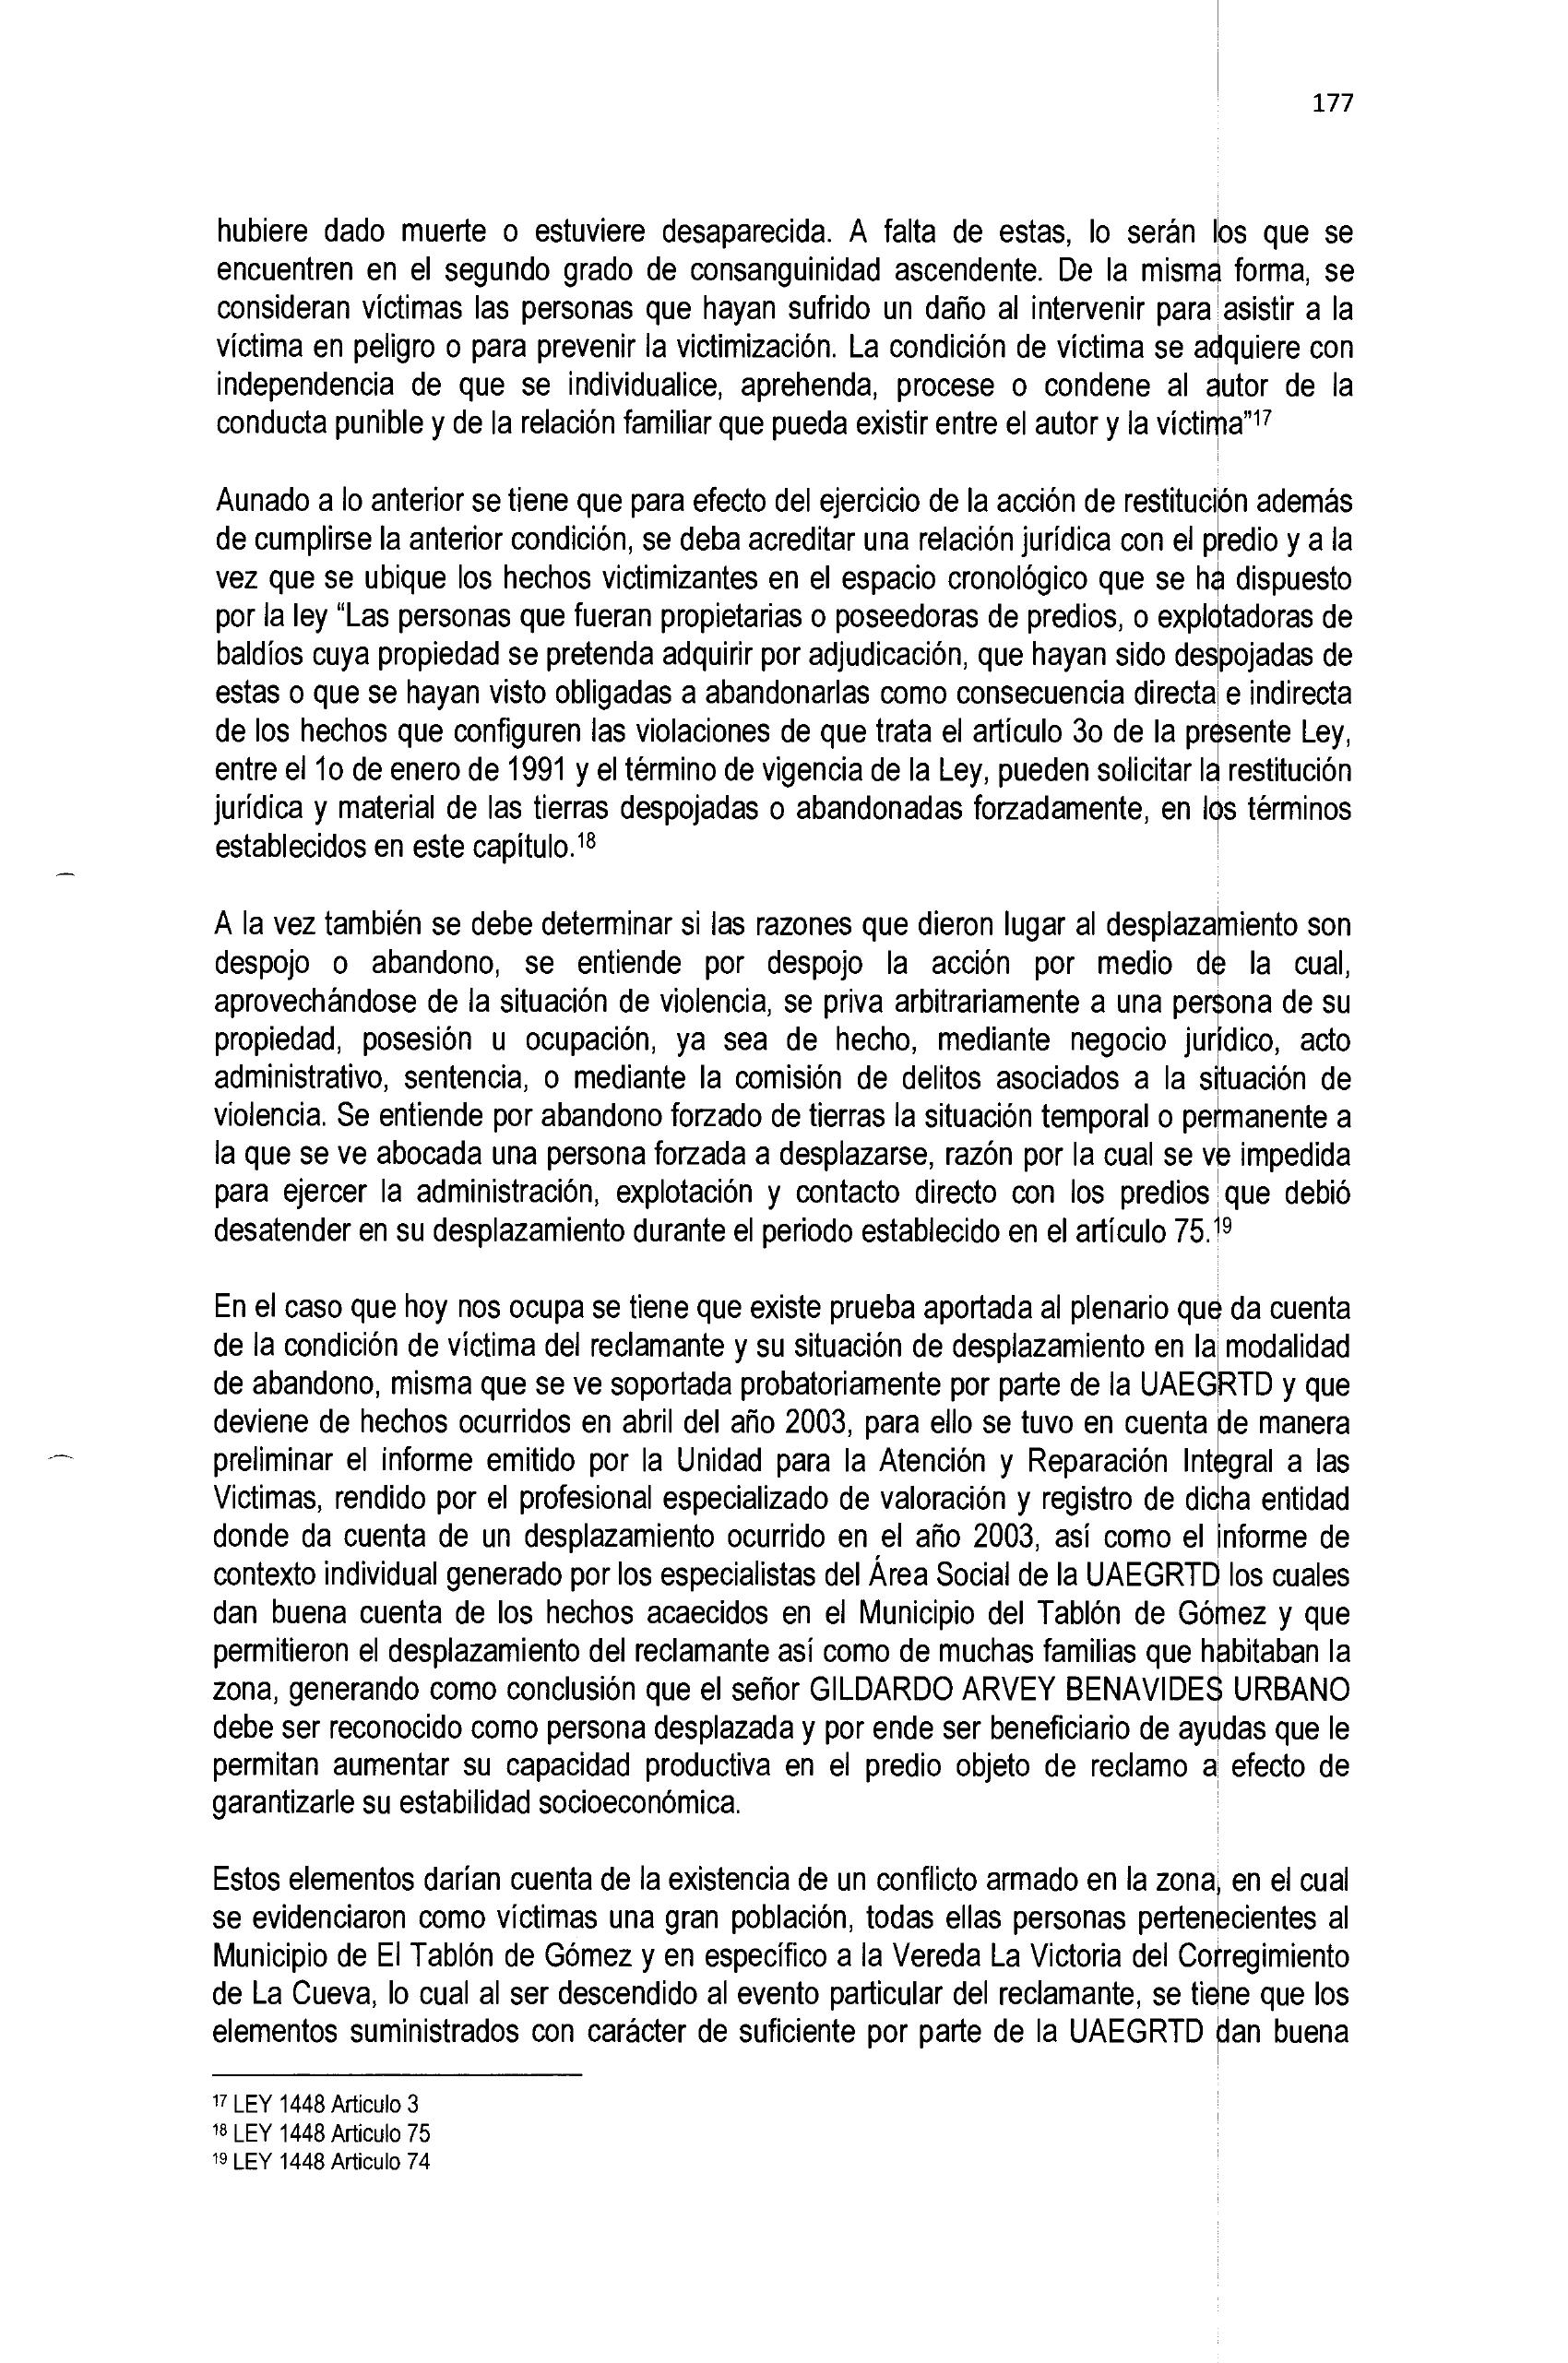 177
hubiere dado muerte o estuviere desaparecida. A falta de estas, lo serán los que se
encuentren en el segundo grado de consanguinidad ascendente. De la misma forma, se
consideran víctimas las personas que hayan sufrido un daño al intervenir para asistir a la
víctima en peligro o para prevenir la victimización. La condición de víctima se adquiere con
independencia de que se individualice, aprehenda, procese o condene al autor de la
conducta punible y de la relación familiar que pueda existir entre el autor y la víctima”17
Aunado a lo anterior se tiene que para efecto del ejercicio de la acción de restitución además
de cumplirse la anterior condición, se deba acreditar una relación jurídica con el predio y a la
vez que se ubique los hechos victimizantes en el espacio cronológico que se ha dispuesto
por la ley “Las personas que fueran propietarias o poseedoras de predios, o explotadoras de
baldíos cuya propiedad se pretenda adquirir por adjudicación, que hayan sido despojadas de
estas o que se hayan visto obligadas a abandonarlas como consecuencia directa e indirecta
de los hechos que configuren las violaciones de que trata el artículo 3o de la presente Ley,
entre el 1o de enero de 1991 y el término de vigencia de la Ley, pueden solicitar la restitución
jurídica y material de las tierras despojadas o abandonadas forzadamente, en los términos
establecidos en este capítulo.18
A la vez también se debe determinar si las razones que dieron lugar al desplazamiento son
despojo o abandono, se entiende por despojo la acción por medio de la cual,
aprovechándose de la situación de violencia, se priva arbitrariamente a una persona de su
propiedad, posesión u ocupación, ya sea de hecho, mediante negocio jurídico, acto
administrativo, sentencia, o mediante la comisión de delitos asociados a la situación de
violencia. Se entiende por abandono forzado de tierras la situación temporal o permanente a
la que se ve abocada una persona forzada a desplazarse, razón por la cual se ve impedida
para ejercer la administración, explotación y contacto directo con los predios que debió
desatender en su desplazamiento durante el periodo establecido en el artículo 75.19
En el caso que hoy nos ocupa se tiene que existe prueba aportada al plenario que da cuenta
de la condición de víctima del reclamante y su situación de desplazamiento en la modalidad
de abandono, misma que se ve soportada probatoriamente por parte de la UAEGRTD y que
deviene de hechos ocurridos en abril del año 2003, para ello se tuvo en cuenta de manera
preliminar el informe emitido por la Unidad para la Atención y Reparación Integral a las
Victimas, rendido por el profesional especializado de valoración y registro de dicha entidad
donde da cuenta de un desplazamiento ocurrido en el año 2003, así como el informe de
contexto individual generado por los especialistas del Área Social de la UAEGRTD los cuales
dan buena cuenta de los hechos acaecidos en el Municipio del Tablón de Gómez y que
permitieron el desplazamiento del reclamante así como de muchas familias que habitaban la
zona, generando como conclusión que el señor GILDARDO ARVEY BENAVIDES URBANO
debe ser reconocido como persona desplazada y por ende ser beneficiario de ayudas que le
permitan aumentar su capacidad productiva en el predio objeto de reclamo a efecto de
garantizarle su estabilidad socioeconómica.
Estos elementos darían cuenta de la existencia de un conflicto armado en la zona, en el cual
se evidenciaron como víctimas una gran población, todas ellas personas pertenecientes al
Municipio de El Tablón de Gómez y en específico a la Vereda La Victoria del Corregimiento
de La Cueva, lo cual al ser descendido al evento particular del reclamante, se tiene que los
elementos suministrados con carácter de suficiente por parte de la UAEGRTD dan buena
17 LEY 1448 Articulo 3
18 LEY 1448 Articulo 75
19 LEY 1448 Articulo 74